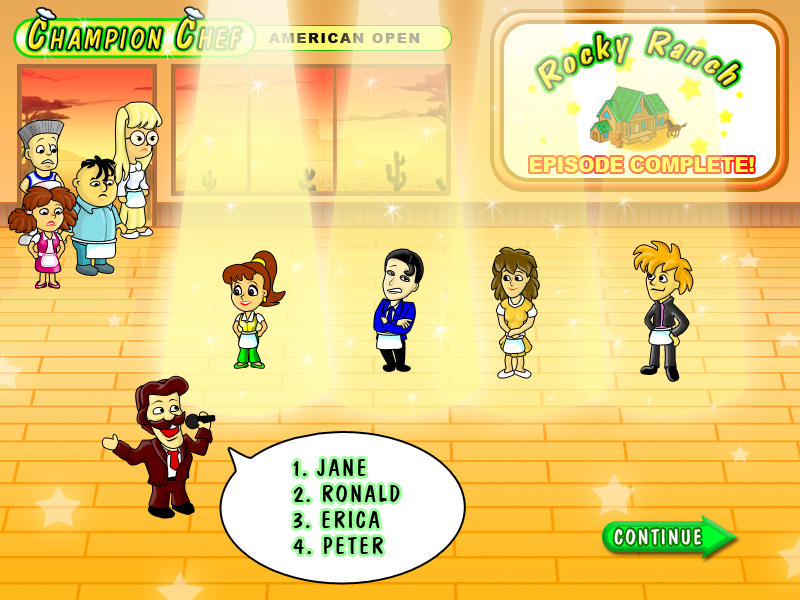 CHAMPION CHEF
AMERICAN OPEN
Rocky Ranch
EPISODE COMPLETE!
1. JANE
2. RONALD
3. ERICA
4. PETER
CONTINUE